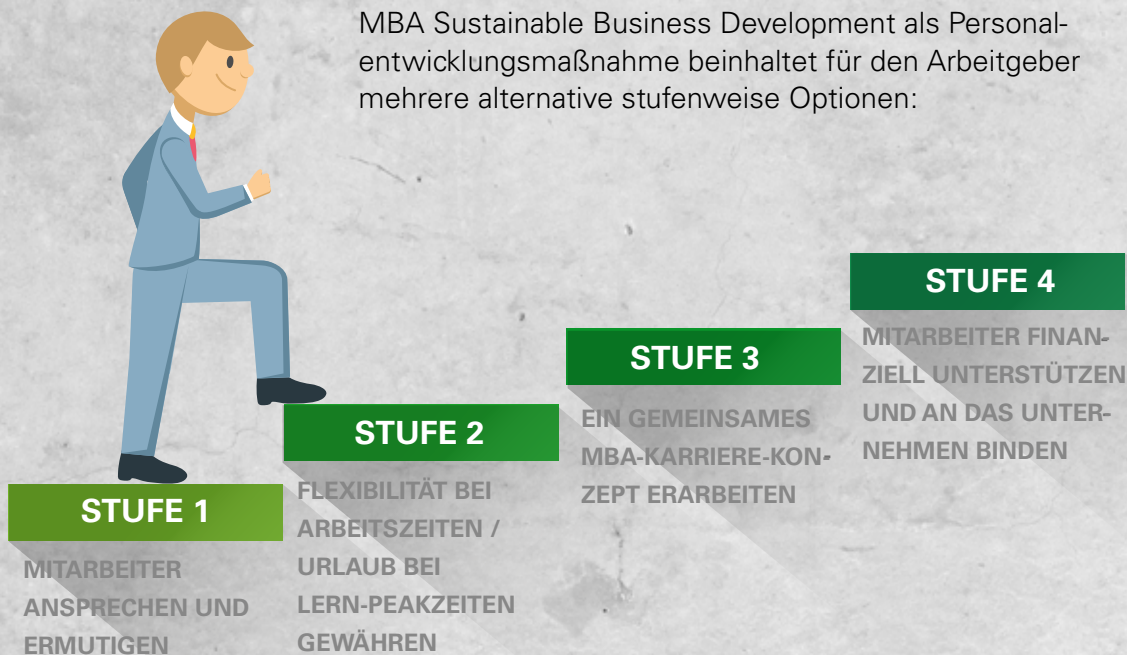 MBA Sustainable Business Development als Personal-
entwicklungsmaßnahme beinhaltet für den Arbeitgeber
mehrere alternative stufenweise Optionen:
STUFE 1
MITARBEITER
ANSPRECHEN UND
ERMUTIGEN
STUFE 2
FLEXIBILITÄT BEI
ARBEITSZEITEN /
URLAUB BEI
LERN-PEAKZEITEN
GEWÄHREN
STUFE 3
EIN GEMEINSAMES
MBA-KARRIERE-KON-
ZEPT ERARBEITEN
STUFE 4
MITARBEITER FINAN-
ZIELL UNTERSTÜTZEN
UND AN DAS UNTER-
NEHMEN BINDEN